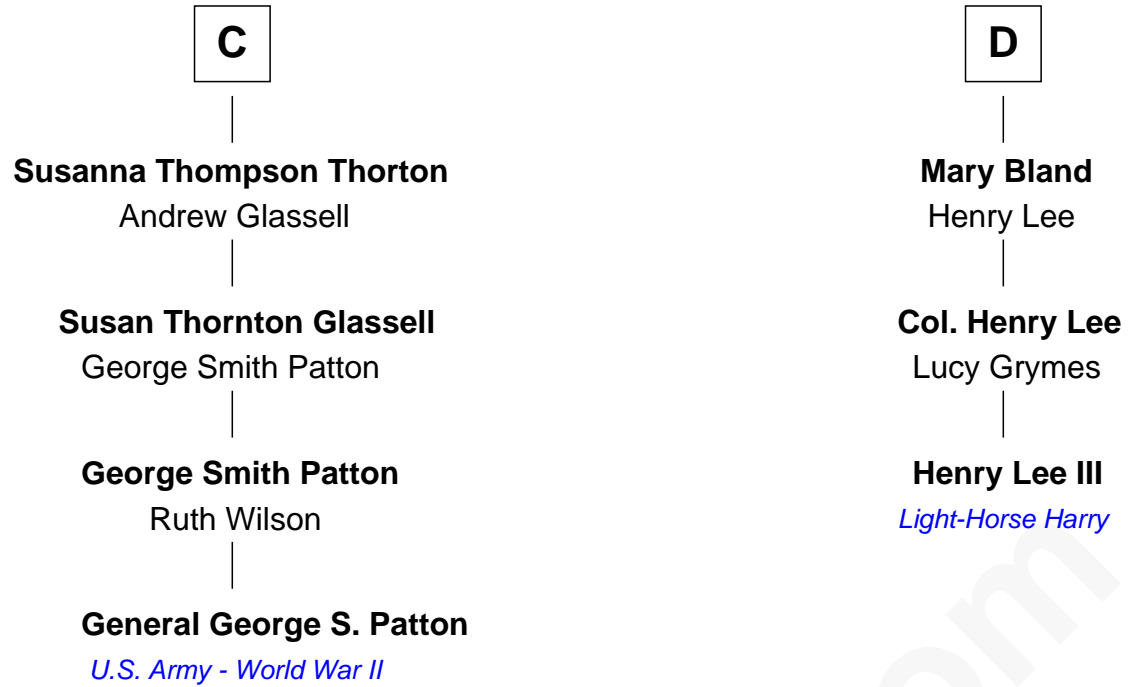 C
Susanna Thompson Thorton
Andrew Glassell
Susan Thornton Glassell
George Smith Patton
George Smith Patton
Ruth Wilson
General George S. Patton
U.S. Army - World War II
D
Mary Bland
Henry Lee
Col. Henry Lee
Lucy Grymes
Henry Lee III
Light-Horse Harry
om